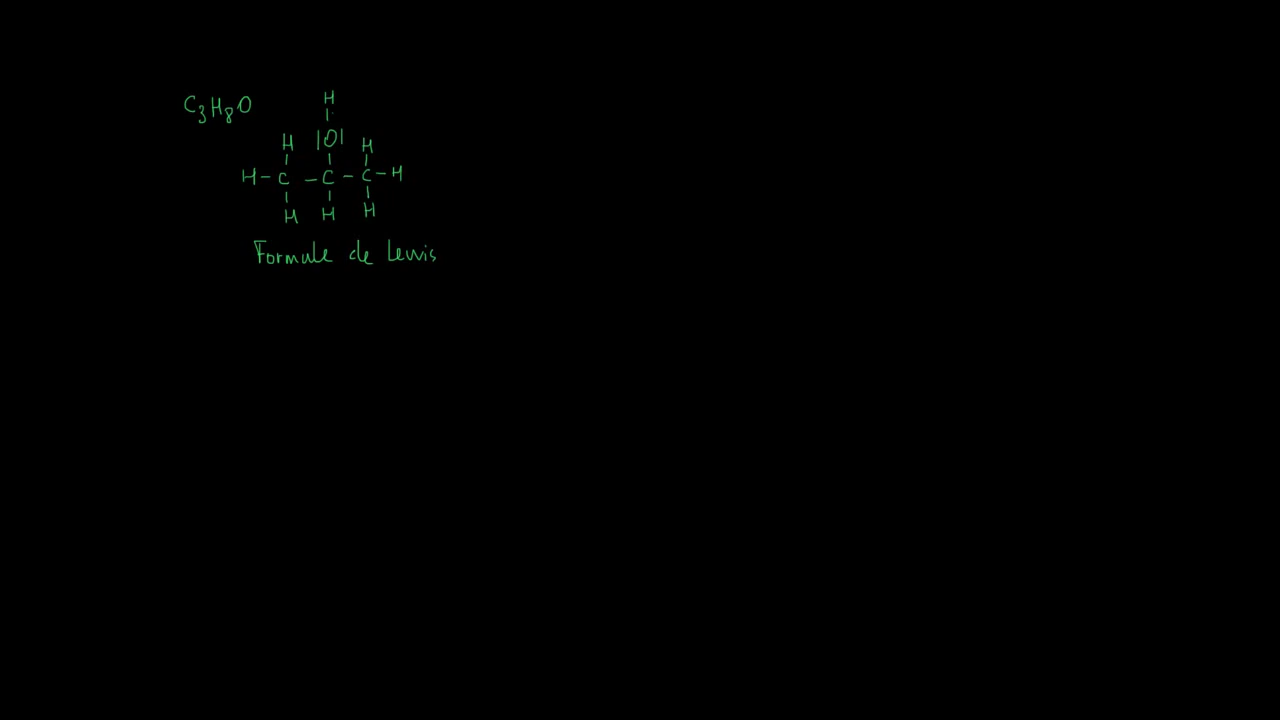 C3H8O
H
H |O| H
H - C - C - C - H
H H H
Formule de Lewis